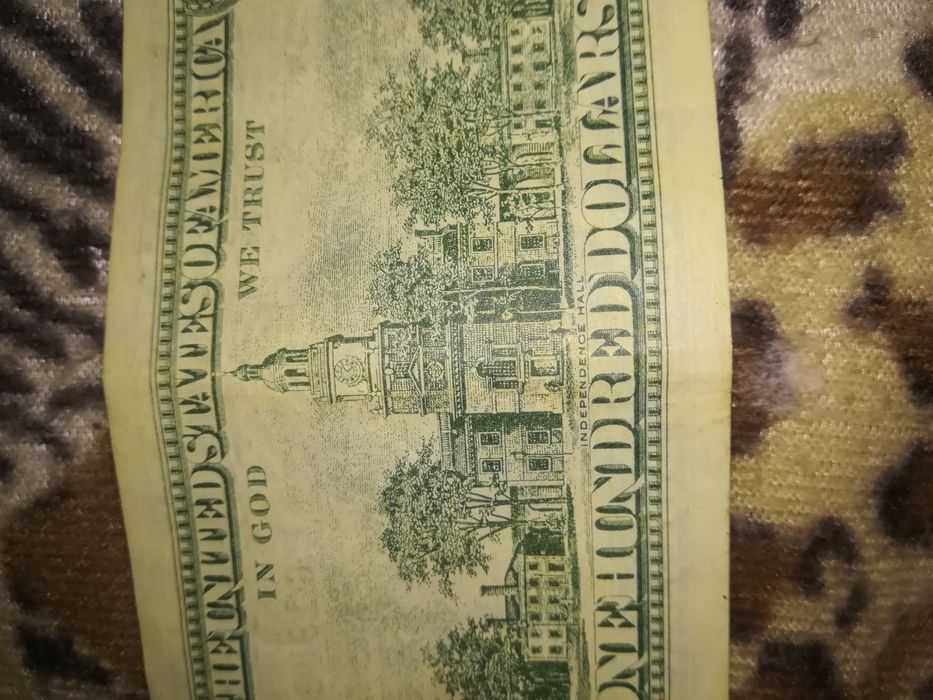 THE UNITED STATES OF AMERICA
IN GOD WE TRUST
INDEPENDENCE HALL
ONE HUNDRED DOLLARS